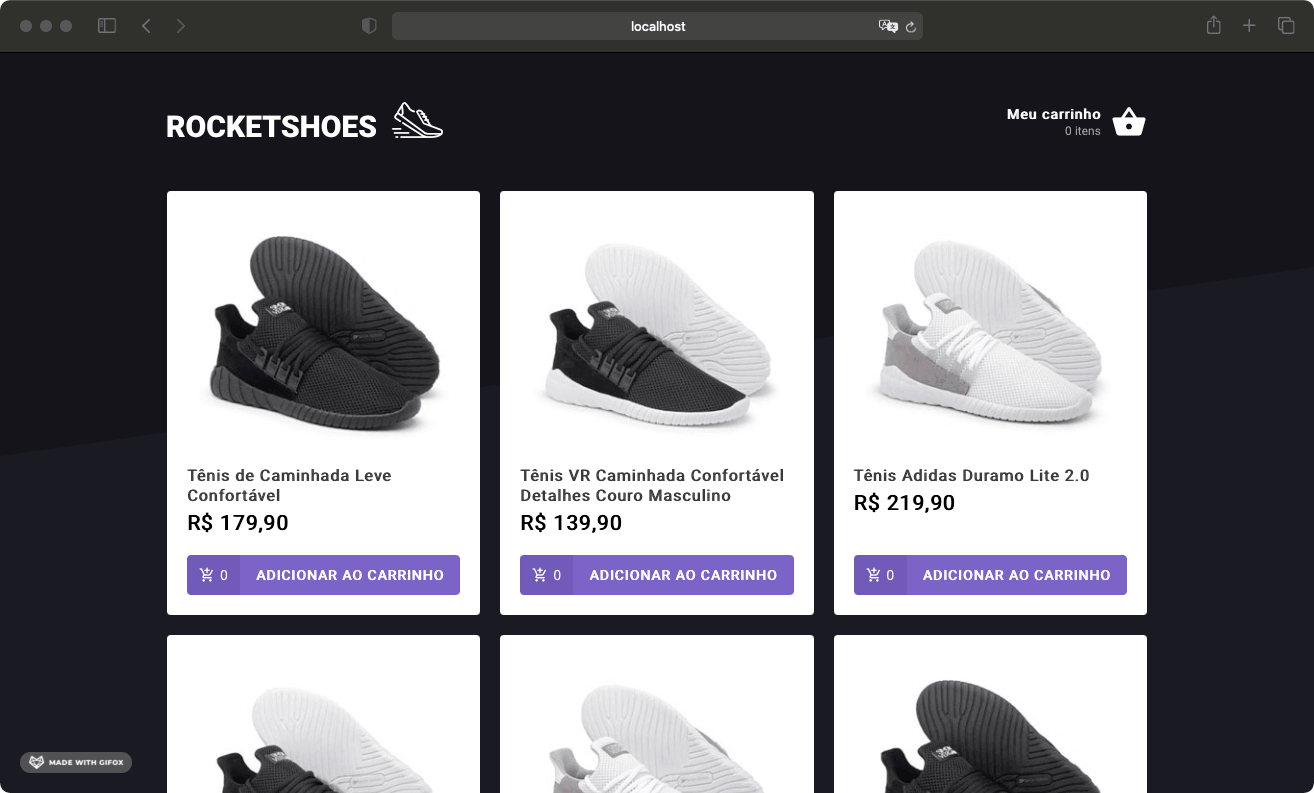 localhost
ROCKETSHOES
Meu carrinho
0 itens
Tênis de Caminhada Leve
Confortável
R$ 179,90
0 ADICIONAR AO CARRINHO
Tênis VR Caminhada Confortável
Detalhes Couro Masculino
R$ 139,90
0 ADICIONAR AO CARRINHO
Tênis Adidas Duramo Lite 2.0
R$ 219,90
0 ADICIONAR AO CARRINHO
MADE WITH GIFOX